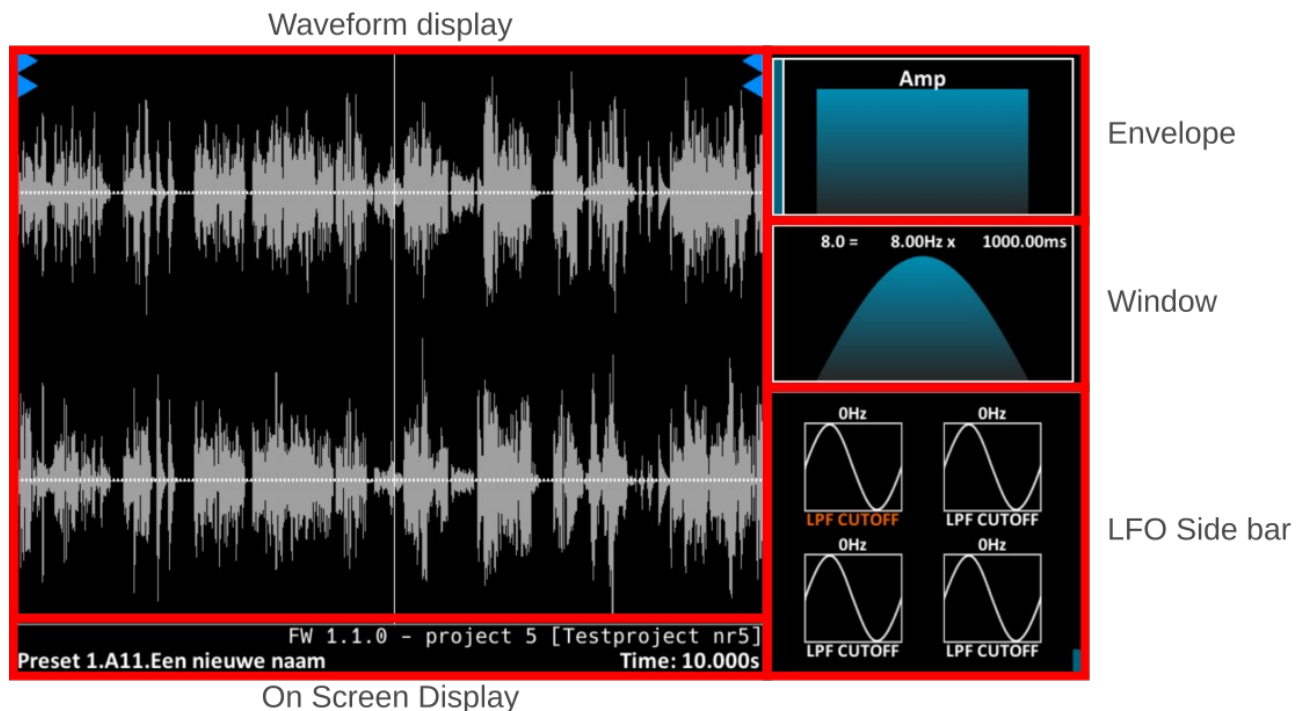 Waveform display
Amp
Envelope
8.0 = 8.00Hz x 1000.00ms
Window
0Hz 0Hz
LPF CUTOFF LPF CUTOFF
LFO Side bar
0Hz 0Hz
LPF CUTOFF LPF CUTOFF
FW 1.1.0 – project 5 [Testproject nr5]
Preset 1.A11.Een nieuwe naam Time: 10.000s
On Screen Display